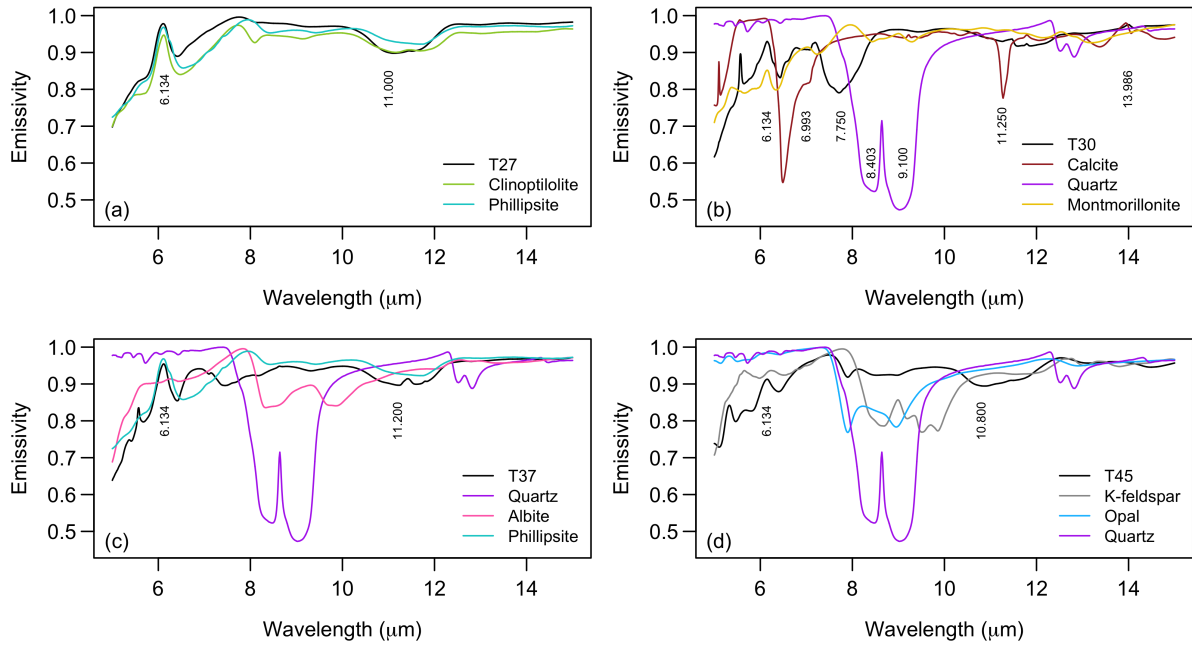 1.0
0.9
0.8
0.7
0.6
0.5
Emissivity
6.134
11.000
T27
Clinoptilolite
Phillipsite
(a)
6 8 10 12 14
Wavelength (μm)
1.0
0.9
0.8
0.7
0.6
0.5
Emissivity
6.134
6.993
7.750
8.403
9.100
11.250
13.986
T30
Calcite
Quartz
Montmorillonite
(b)
6 8 10 12 14
Wavelength (μm)
1.0
0.9
0.8
0.7
0.6
0.5
Emissivity
6.134
11.200
T37
Quartz
Albite
Phillipsite
(c)
6 8 10 12 14
Wavelength (μm)
1.0
0.9
0.8
0.7
0.6
0.5
Emissivity
6.134
10.800
T45
K-feldspar
Opal
Quartz
(d)
6 8 10 12 14
Wavelength (μm)